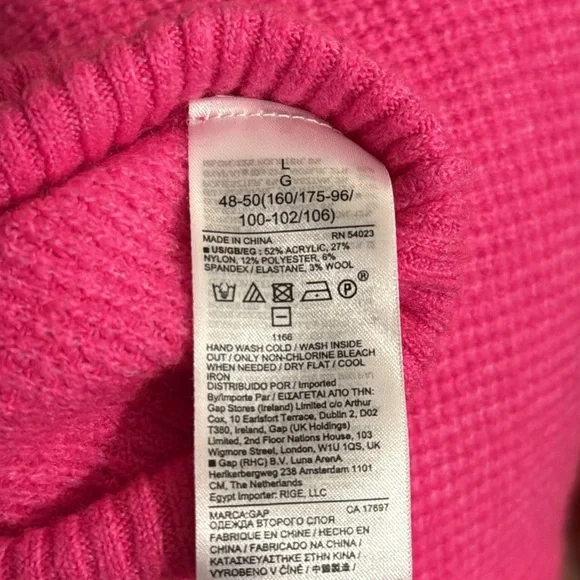 L
G
48-50(160/175-96/
100-102/106)
MADE IN CHINA RN 54023
■ US/GB/EG : 52% ACRYLIC, 27%
NYLON, 12% POLYESTER, 6%
SPANDEX / ELASTANE, 3% WOOL
P®
1166
HAND WASH COLD / WASH INSIDE
OUT / ONLY NON-CHLORINE BLEACH
WHEN NEEDED / DRY FLAT / COOL
IRON
DISTRIBUIDO POR / Imported
By/Importe Par / ΕΙΣΑΓΕΤΑΙ ΑΠΟ ΤΗΝ:
Gap Stores (Ireland) Limited c/o Arthur
Cox, 10 Earlsfort Terrace, Dublin 2, D02
T380, Ireland, Gap (UK Holdings)
Limited, 2nd Floor Nations House, 103
Wigmore Street, London, W1U 1QS, UK
■ Gap (RHC) B.V. Luna ArenA
Herikerbergweg 238 Amsterdam 1101
CM, The Netherlands
Egypt Importer: RIGE, LLC
MARCA:GAP CA 17697
ОДЕЖДА ВТОРОГО СЛОЯ
FABRIQUE EN CHINE / HECHO EN
CHINA / FABRICADO NA CHINA /
ΚΑΤΑΣΚΕΥΑΣΤΗΚΕ ΣΤΗΝ ΚΙΝΑ /
VYROBENO V ČÍNĚ / 中國製造 /